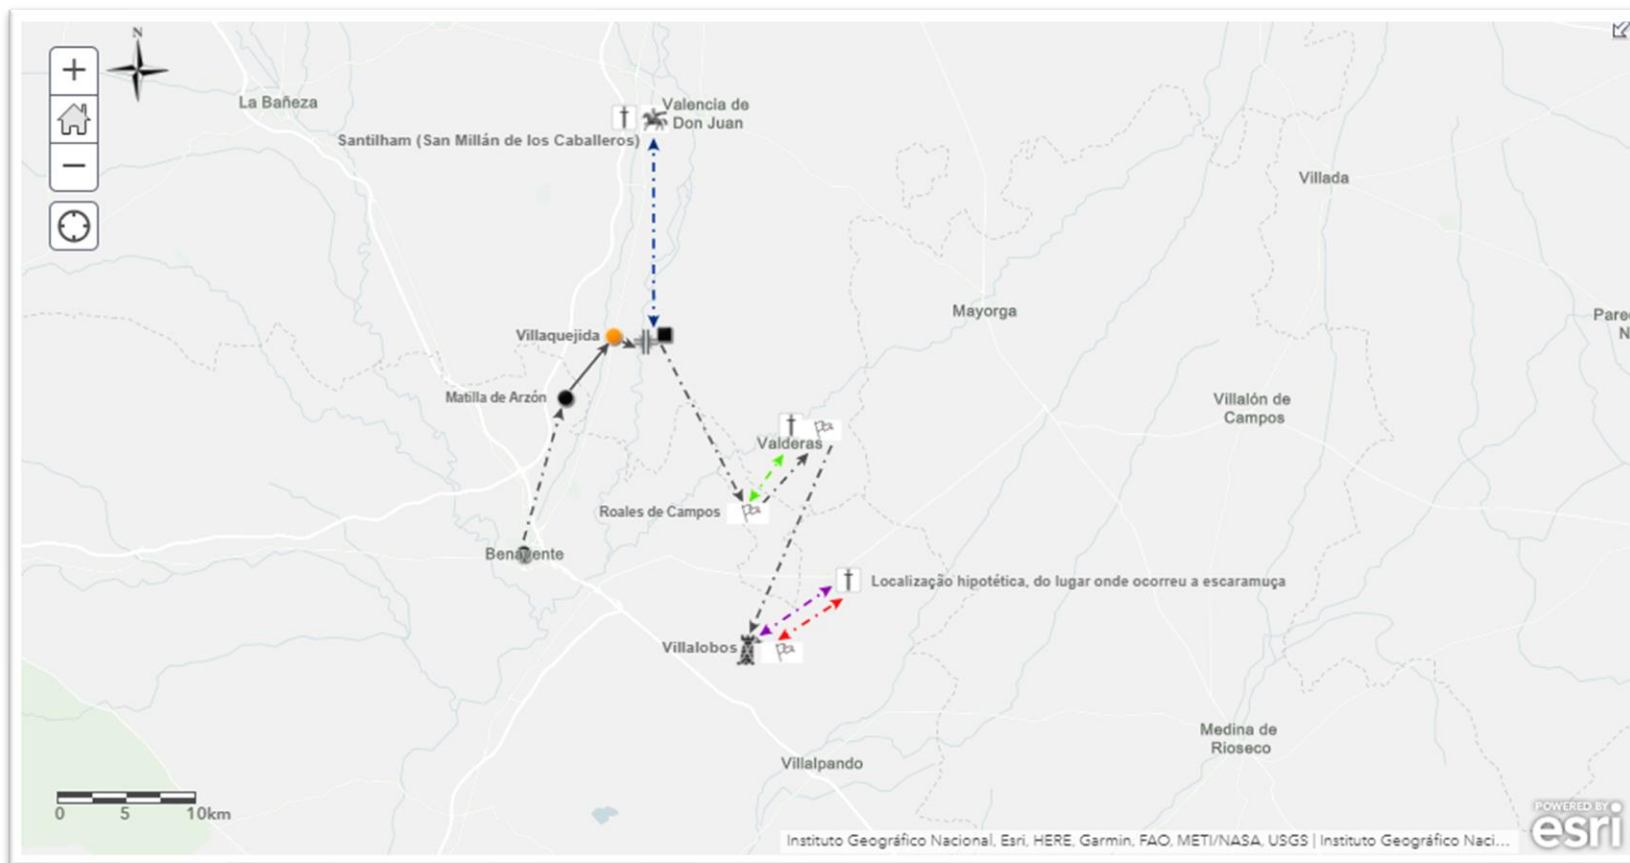 N
La Bañeza
Valencia de
Don Juan
Santilham (San Millán de los Caballeros)
Villada
Mayorga
Villaquejida
Matilla de Arzón
Villalón de
Campos
Valderas
Roales de Campos
Benavente
Localização hipotética, do lugar onde ocorreu a escaramuça
Villalobos
Medina de
Rioseco
Villalpando
0 5 10km
POWERED BY
esri
Instituto Geográfico Nacional, Esri, HERE, Garmin, FAO, METI/NASA, USGS | Instituto Geográfico Naci...